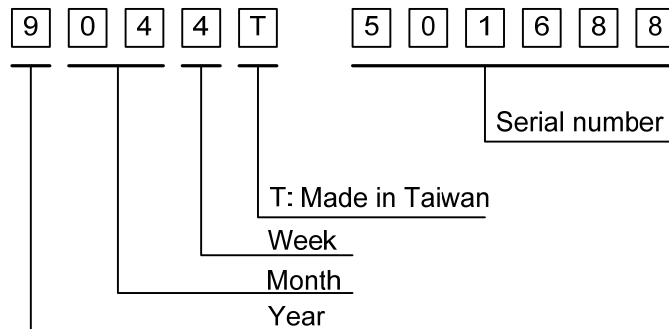 9 0 4 4 T 5 0 1 6 8 8
Serial number
T: Made in Taiwan
Week
Month
Year